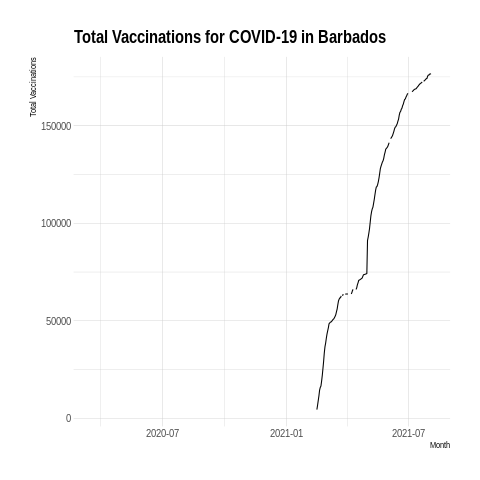 Total Vaccinations for COVID-19 in Barbados
Total Vaccinations
150000
100000
50000
0
2020-07 2021-01 2021-07
Month